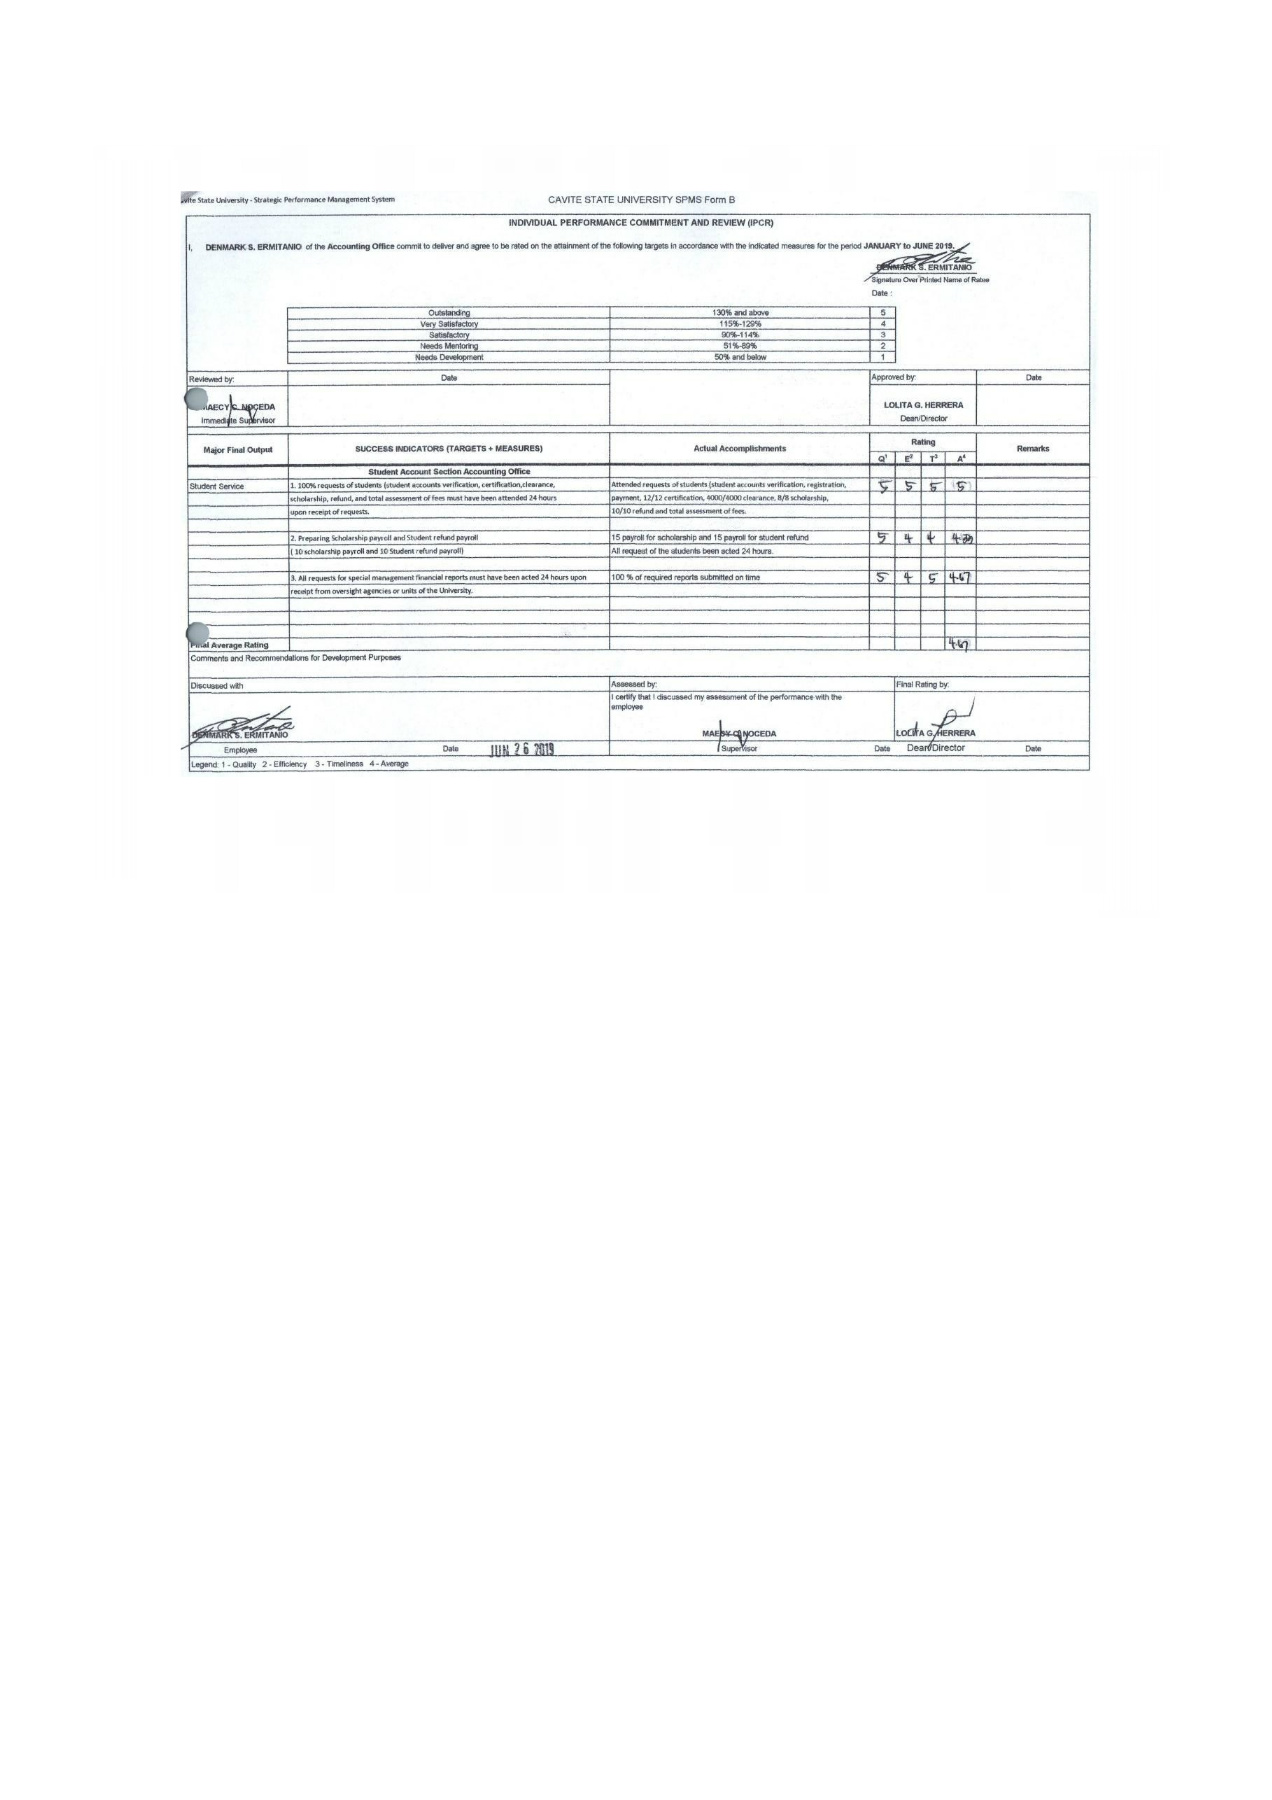 vite State University - Strategic Performance Management System
CAVITE STATE UNIVERSITY SPMS Form B
INDIVIDUAL PERFORMANCE COMMITMENT AND REVIEW (IPCR)
I, DENMARK S. ERMITANIO of the Accounting Office commit to deliver and agree to be rated on the attainment of the following targets in accordance with the indicated measures for the period JANUARY to JUNE 2019.
DENMARK S. ERMITANIO
Signature Over Printed Name of Ratee
Date :
Outstanding 130% and above 5
Very Satisfactory 115%-129% 4
Satisfactory 90%-114% 3
Needs Mentoring 51%-89% 2
Needs Development 50% and below 1
Reviewed by: Date Approved by: Date
MAECY C. NOCEDA LOLITA G. HERRERA
Immediate Supervisor Dean/Director
Major Final Output SUCCESS INDICATORS (TARGETS + MEASURES) Actual Accomplishments Rating Remarks
Q¹ E² T³ A⁴
Student Account Section Accounting Office
Student Service 1. 100% requests of students (student accounts verification, certification,clearance, Attended requests of students (student accounts verification, registration, 5 5 5 5
scholarship, refund, and total assessment of fees must have been attended 24 hours payment, 12/12 certification, 4000/4000 clearance, 8/8 scholarship,
upon receipt of requests. 10/10 refund and total assessment of fees.
2. Preparing Scholarship payroll and Student refund payroll 15 payroll for scholarship and 15 payroll for student refund 5 4 4
( 10 scholarship payroll and 10 Student refund payroll) All request of the students been acted 24 hours.
3. All requests for special management financial reports must have been acted 24 hours upon 100 % of required reports submitted on time 5 4 5 4.67
receipt from oversight agencies or units of the University.
Final Average Rating 4.67
Comments and Recommendations for Development Purposes
Discussed with Assessed by: Final Rating by:
I certify that I discussed my assessment of the performance with the
employee
DENMARK S. ERMITANIO MAECY C. NOCEDA LOLITA G. HERRERA
Employee Date JUN 26 2019 Supervisor Date Dean/Director Date
Legend: 1 - Quality 2 - Efficiency 3 - Timeliness 4 - Average